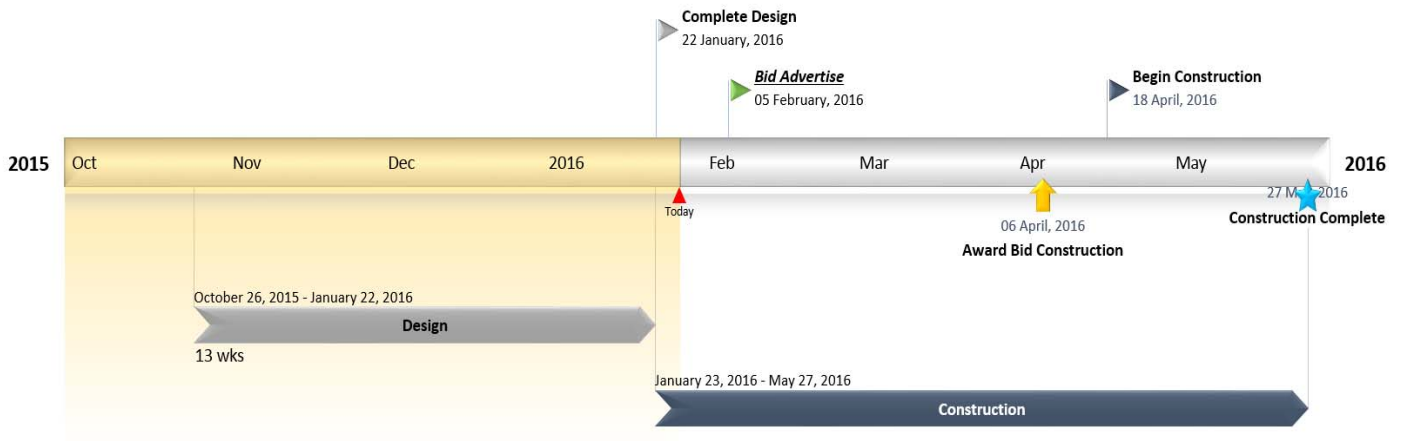 Complete Design
22 January, 2016
Bid Advertise
05 February, 2016
Begin Construction
18 April, 2016
2015 Oct Nov Dec 2016 Feb Mar Apr May 2016
Today
27 2016
Construction Complete
06 April, 2016
Award Bid Construction
October 26, 2015 - January 22, 2016
Design
13 wks
January 23, 2016 - May 27, 2016
Construction